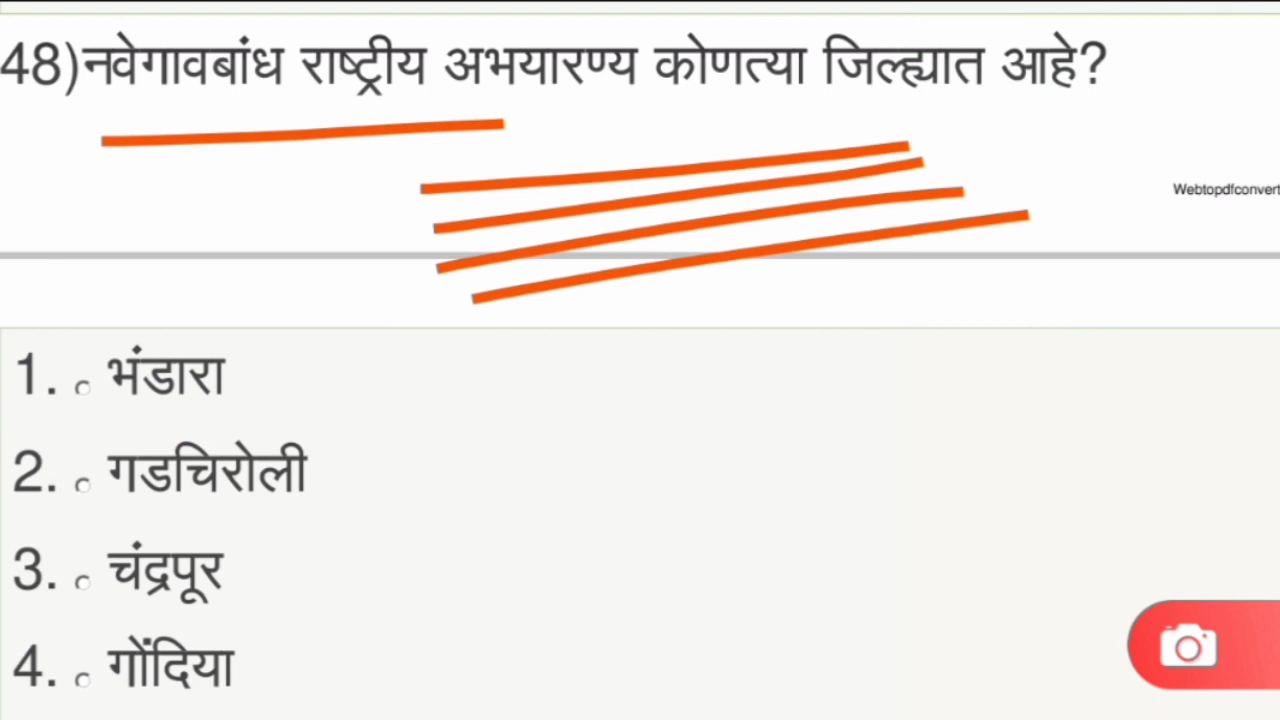 48)नवेगावबांध राष्ट्रीय अभयारण्य कोणत्या जिल्ह्यात आहे?
Webtopdfconvert
1. भंडारा
2. गडचिरोली
3. चंद्रपूर
4. गोंदिया